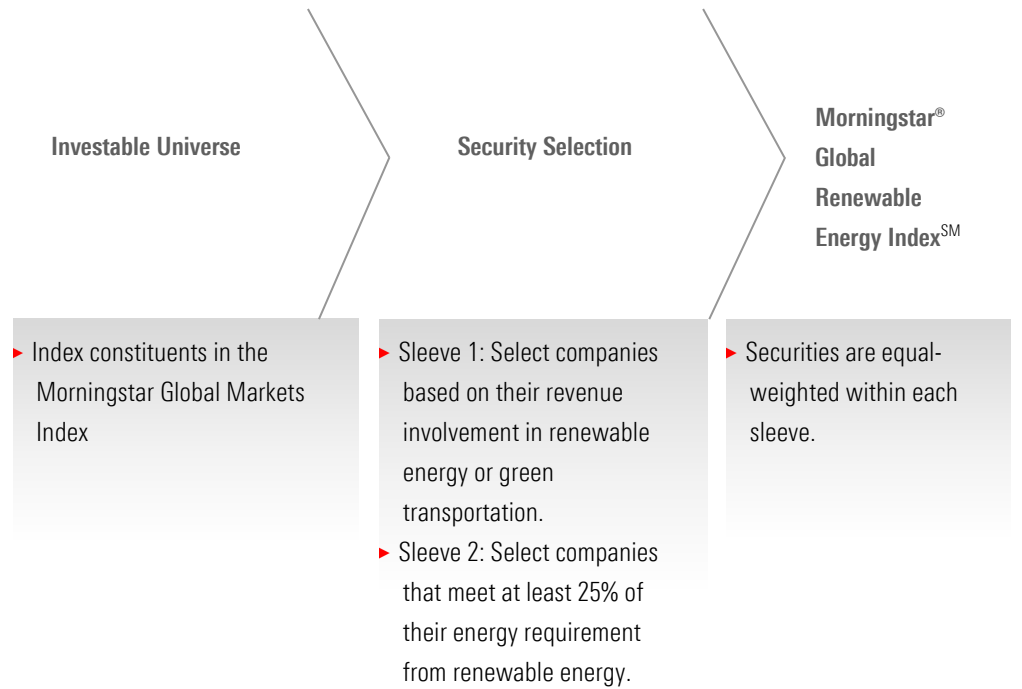 Investable Universe
Security Selection
Morningstar®
Global
Renewable
Energy Index℠
Index constituents in the
Morningstar Global Markets
Index
Sleeve 1: Select companies
based on their revenue
involvement in renewable
energy or green
transportation.
Sleeve 2: Select companies
that meet at least 25% of
their energy requirement
from renewable energy.
Securities are equal-
weighted within each
sleeve.